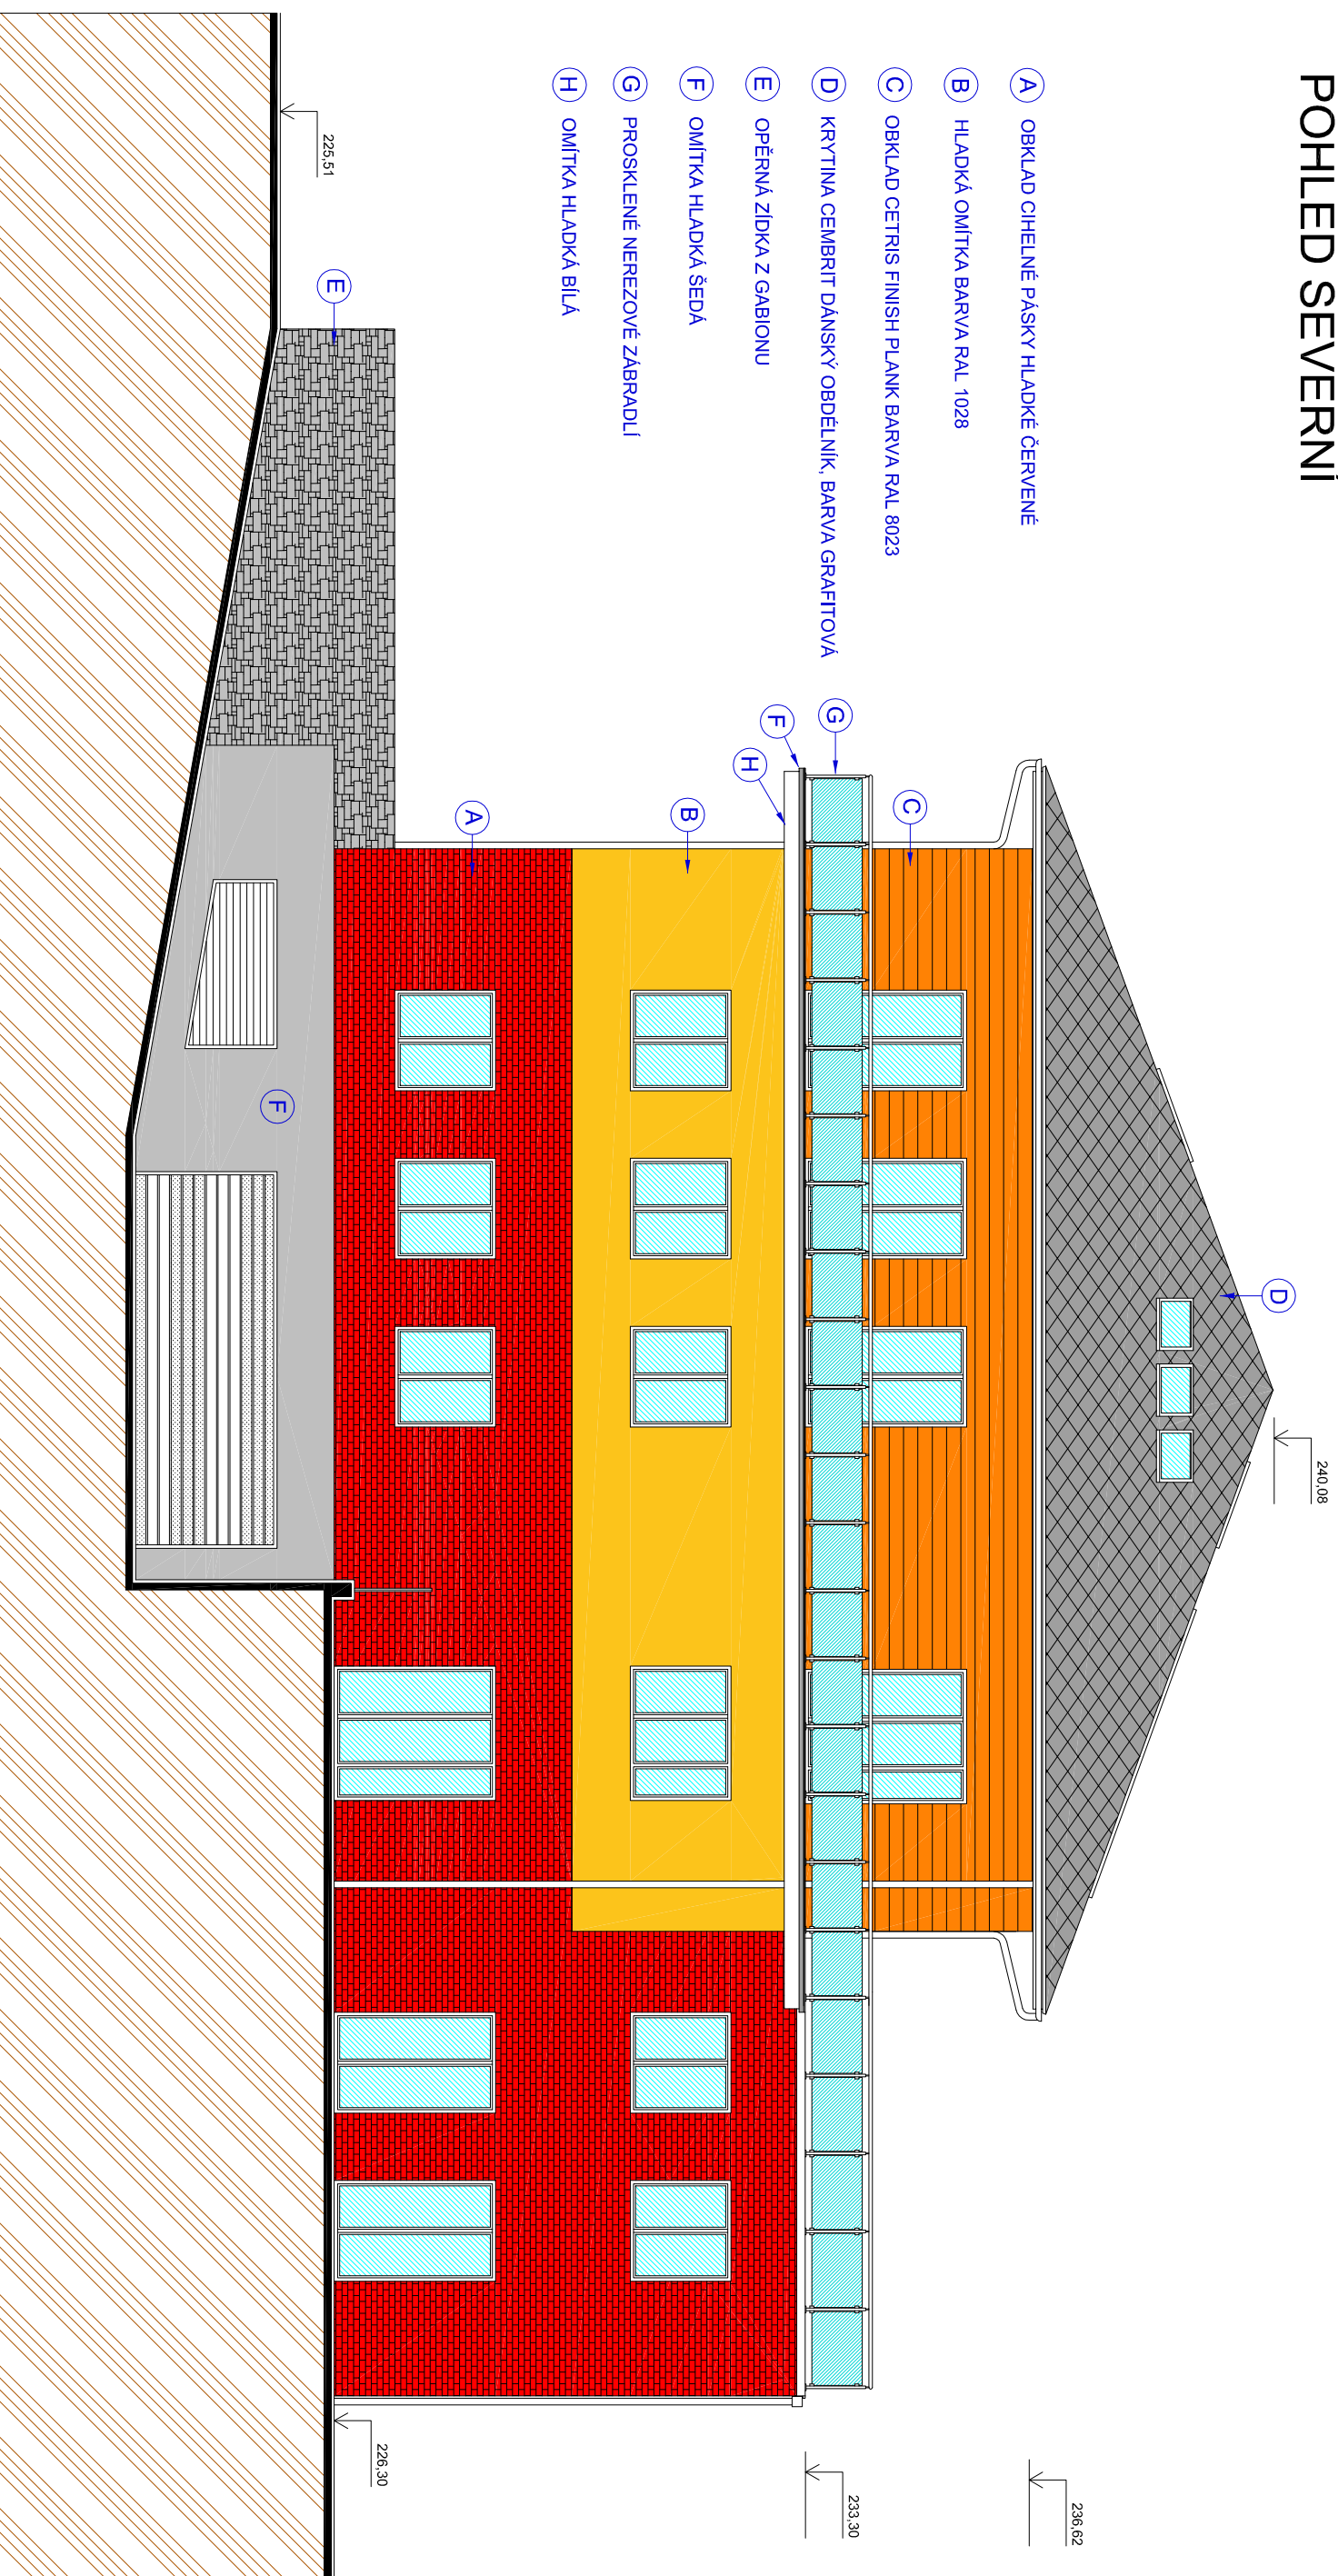 POHLED SEVERNÍ
A OBKLAD CIHELNÉ PÁSKY HLADKÉ ČERVENÉ
B HLADKÁ OMÍTKA BARVA RAL 1028
C OBKLAD CETRIS FINISH PLANK BARVA RAL 8023
D KRYTINA CEMBRIT DÁNSKÝ OBDÉLNÍK, BARVA GRAFITOVÁ
E OPĚRNÁ ZÍDKA Z GABIONU
F OMÍTKA HLADKÁ ŠEDÁ
G PROSKLENÉ NEREZOVÉ ZÁBRADLÍ
H OMÍTKA HLADKÁ BÍLÁ
D
240,08
236,62
C
G
F
H
233,30
B
A
E
225,51
226,30
F